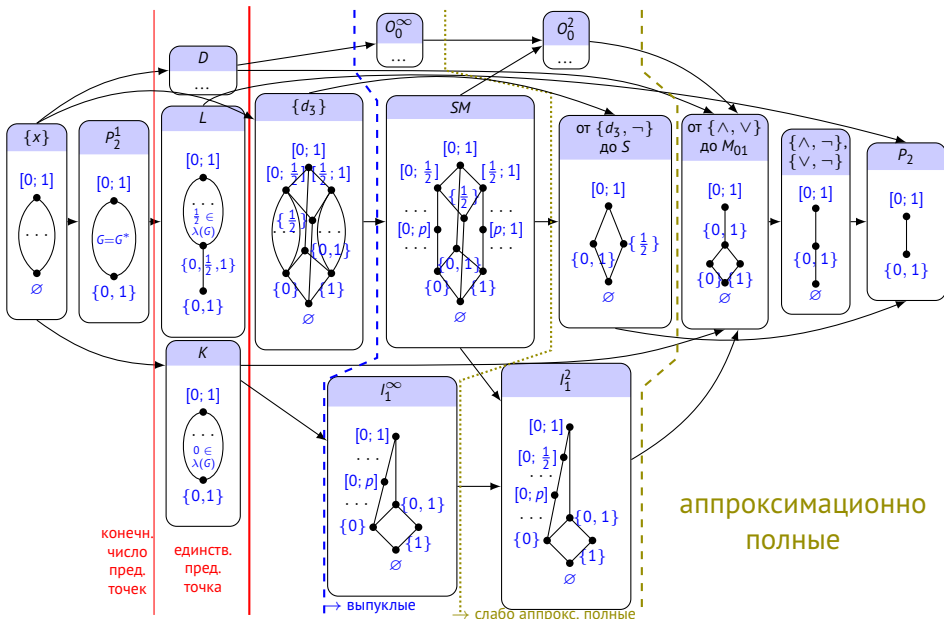 O₀^∞
...
O₀²
...
D
...
{x}
[0; 1]
...
∅
P₂¹
[0; 1]
G=G*
{0, 1}
L
[0; 1]
...
½ ∈
λ(G)
{0,½,1}
{0,1}
{d₃}
[0; 1]
[0; ½] [½; 1]
{½}
... ...
{0,1}
{0} {1}
∅
SM
[0; 1]
[0; ½] [½; 1]
{½}
... ...
[0; p] [p; 1]
... ...
{0, 1}
{0} {1}
∅
от {d₃, ¬}
до S
[0; 1]
{0, 1} {½}
∅
от {∧, ∨}
до M₀₁
[0; 1]
{0, 1}
{0} {1}
∅
{∧, ¬},
{∨, ¬}
[0; 1]
{0, 1}
∅
P₂
[0; 1]
{0, 1}
K
[0; 1]
...
0 ∈
λ(G)
{0,1}
I₁^∞
[0; 1]
...
[0; p]
...
{0, 1}
{0}
{1}
∅
I₁²
[0; 1]
[0; ½]
...
[0; p]
...
{0, 1}
{0}
{1}
∅
конечн.
число
пред.
точек
единств.
пред.
точка
→ выпуклые
→ слабо аппрокс. полные
аппроксимационно
полные